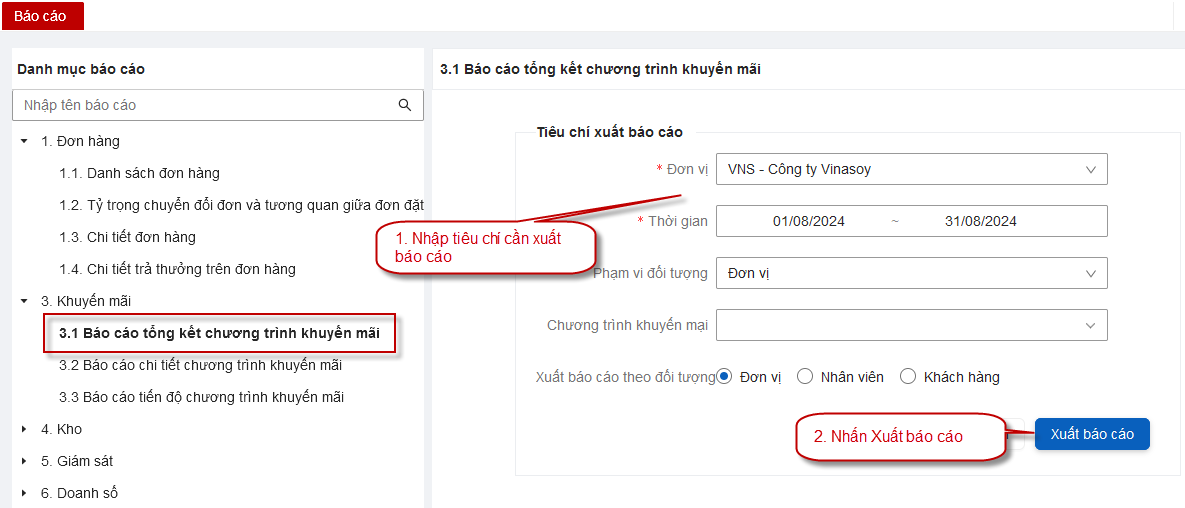 Báo cáo
Danh mục báo cáo
Nhập tên báo cáo
1. Đơn hàng
1.1. Danh sách đơn hàng
1.2. Tỷ trọng chuyển đổi đơn và tương quan giữa đơn đặt
1.3. Chi tiết đơn hàng
1.4. Chi tiết trả thưởng trên đơn hàng
3. Khuyến mãi
3.1 Báo cáo tổng kết chương trình khuyến mãi
3.2 Báo cáo chi tiết chương trình khuyến mãi
3.3 Báo cáo tiến độ chương trình khuyến mãi
4. Kho
5. Giám sát
6. Doanh số
3.1 Báo cáo tổng kết chương trình khuyến mãi
Tiêu chí xuất báo cáo
* Đơn vị VNS - Công ty Vinasoy
* Thời gian 01/08/2024 ~ 31/08/2024
1. Nhập tiêu chí cần xuất
báo cáo
Phạm vi đối tượng Đơn vị
Chương trình khuyến mại
Xuất báo cáo theo đối tượng Đơn vị Nhân viên Khách hàng
2. Nhấn Xuất báo cáo
Xuất báo cáo